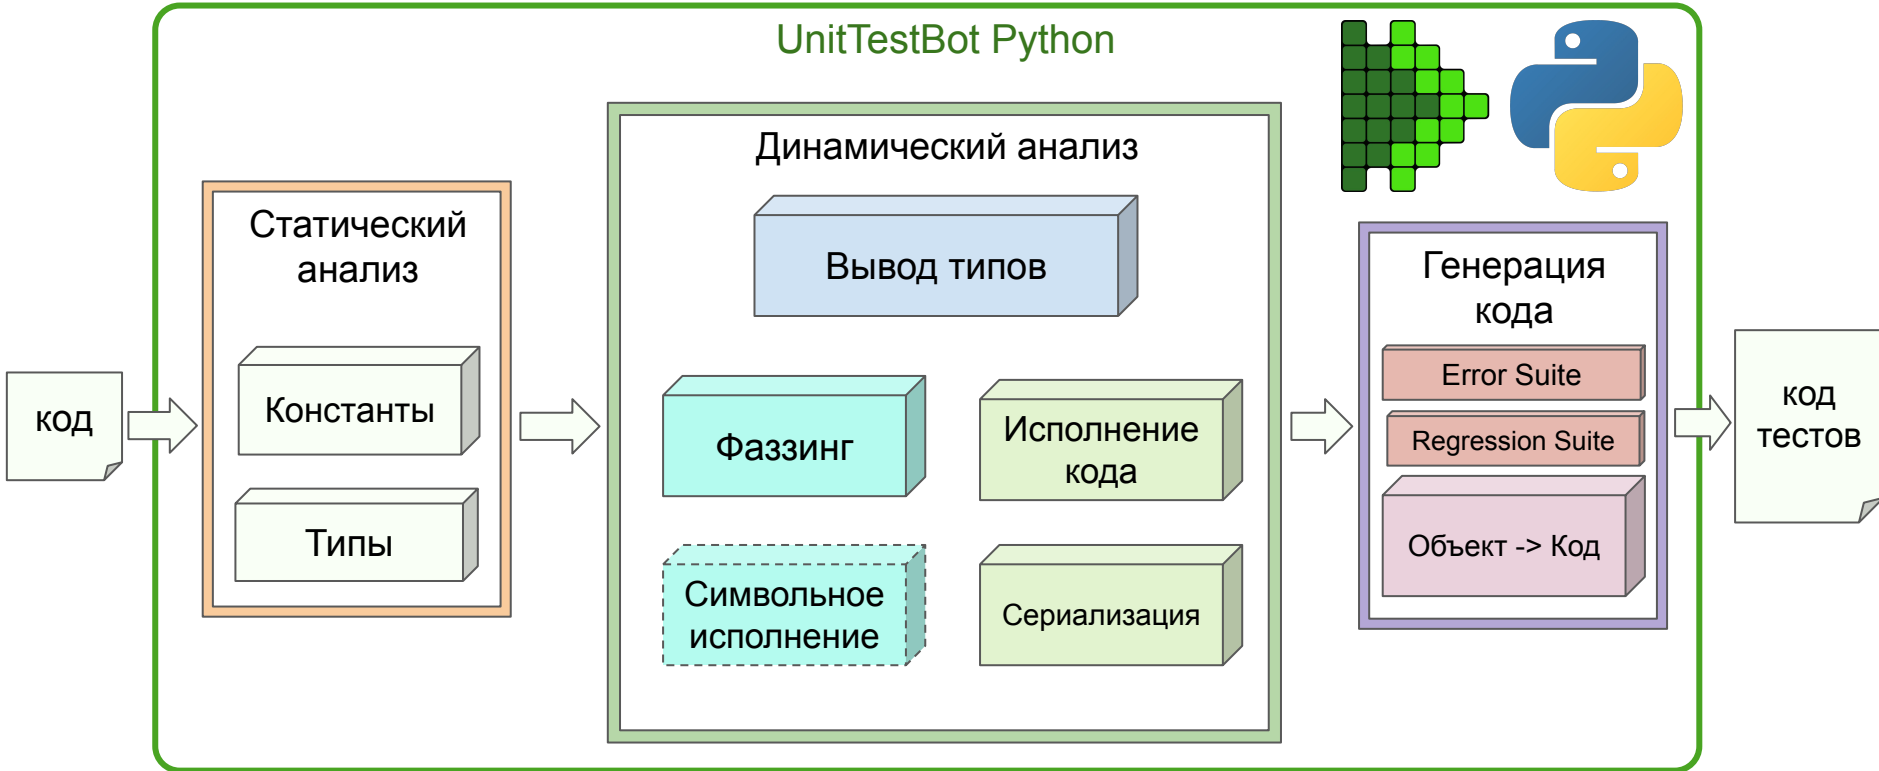 UnitTestBot Python
код
Статический
анализ
Константы
Типы
Динамический анализ
Вывод типов
Фаззинг
Исполнение
кода
Символьное
исполнение
Сериализация
Генерация
кода
Error Suite
Regression Suite
Объект -> Код
код
тестов